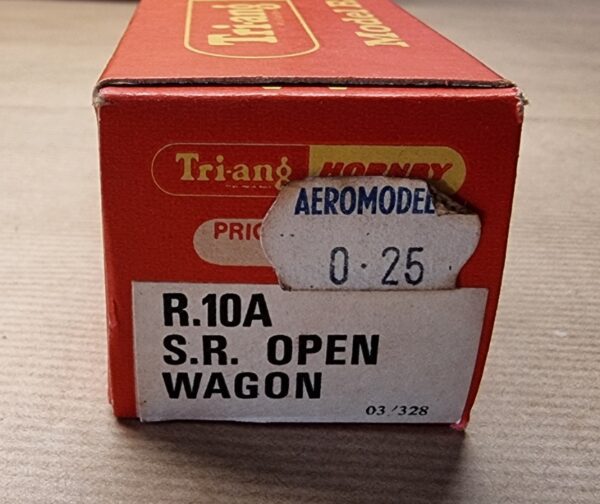 Tri-ang
Model
Tri-ang HORNBY
AEROMODEL
PRIC
0.25
R.10A
S.R. OPEN
WAGON
03/328